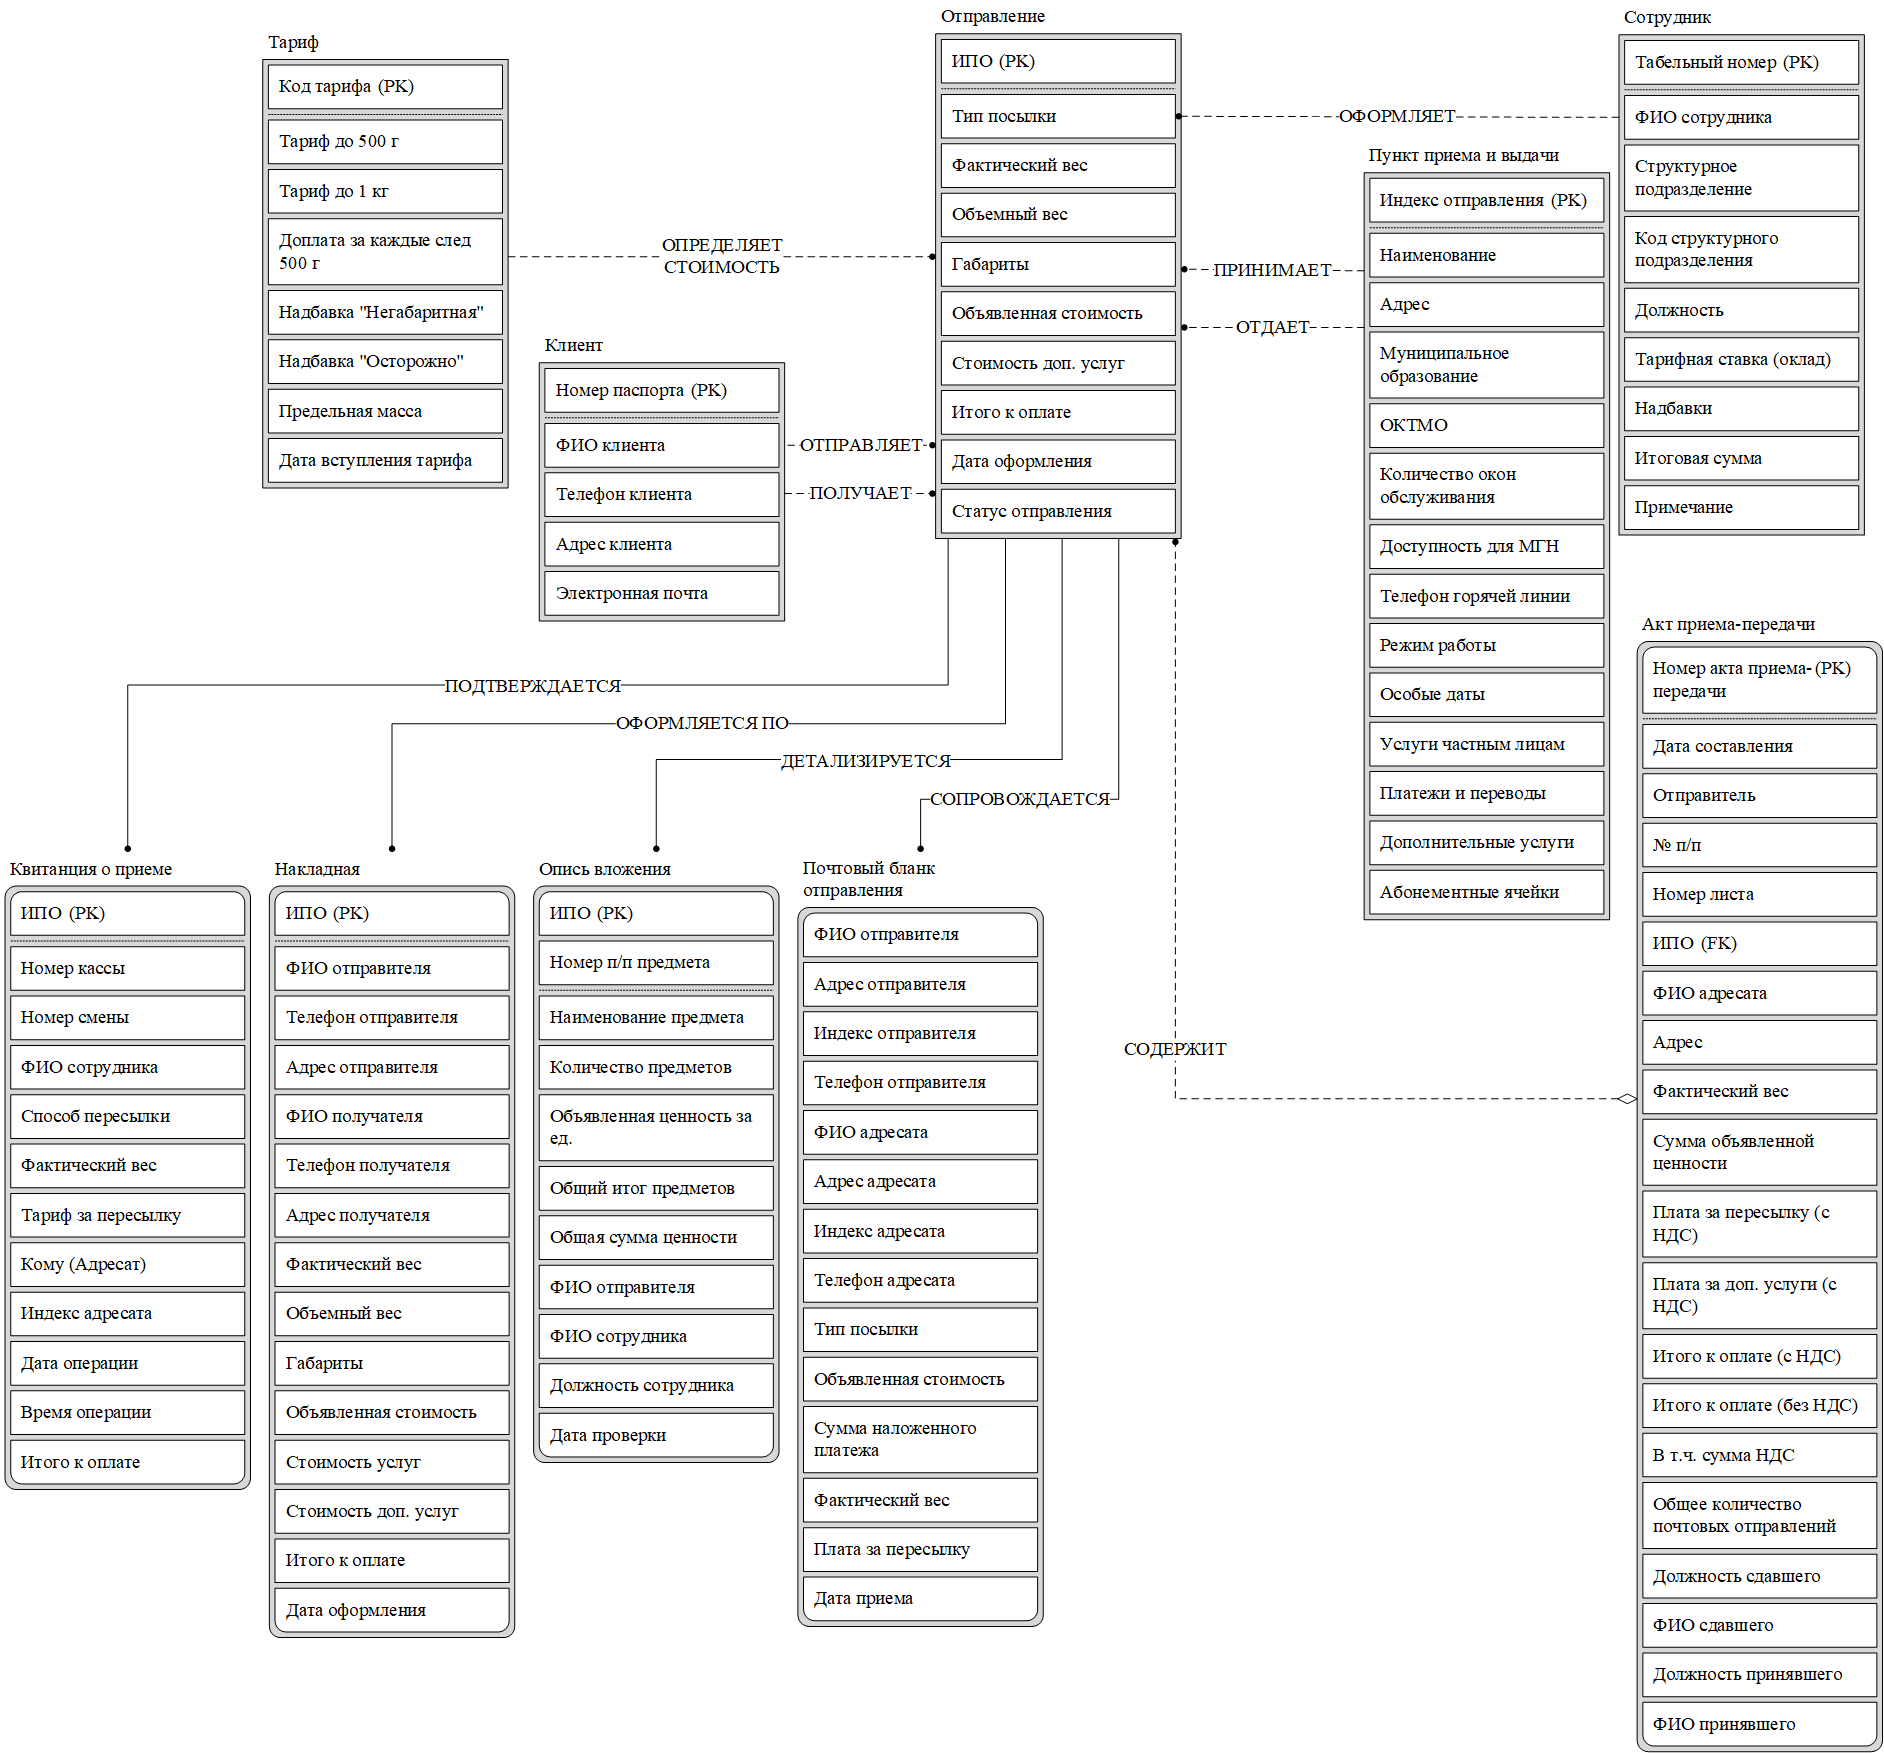 Тариф
Код тарифа (PK)
Тариф до 500 г
Тариф до 1 кг
Доплата за каждые след
500 г
Надбавка "Негабаритная"
Надбавка "Осторожно"
Предельная масса
Дата вступления тарифа
ОПРЕДЕЛЯЕТ
СТОИМОСТЬ
Клиент
Номер паспорта (PK)
ФИО клиента
Телефон клиента
Адрес клиента
Электронная почта
ОТПРАВЛЯЕТ
ПОЛУЧАЕТ
Отправление
ИПО (PK)
Тип посылки
Фактический вес
Объемный вес
Габариты
Объявленная стоимость
Стоимость доп. услуг
Итого к оплате
Дата оформления
Статус отправления
ОФОРМЛЯЕТ
ПРИНИМАЕТ
ОТДАЕТ
Пункт приема и выдачи
Индекс отправления (PK)
Наименование
Адрес
Муниципальное
образование
ОКТМО
Количество окон
обслуживания
Доступность для МГН
Телефон горячей линии
Режим работы
Особые даты
Услуги частным лицам
Платежи и переводы
Дополнительные услуги
Абонементные ячейки
Сотрудник
Табельный номер (PK)
ФИО сотрудника
Структурное
подразделение
Код структурного
подразделения
Должность
Тарифная ставка (оклад)
Надбавки
Итоговая сумма
Примечание
ПОДТВЕРЖДАЕТСЯ
ОФОРМЛЯЕТСЯ ПО
ДЕТАЛИЗИРУЕТСЯ
СОПРОВОЖДАЕТСЯ
СОДЕРЖИТ
Квитанция о приеме
ИПО (PK)
Номер кассы
Номер смены
ФИО сотрудника
Способ пересылки
Фактический вес
Тариф за пересылку
Кому (Адресат)
Индекс адресата
Дата операции
Время операции
Итого к оплате
Накладная
ИПО (PK)
ФИО отправителя
Телефон отправителя
Адрес отправителя
ФИО получателя
Телефон получателя
Адрес получателя
Фактический вес
Объемный вес
Габариты
Объявленная стоимость
Стоимость услуг
Стоимость доп. услуг
Итого к оплате
Дата оформления
Опись вложения
ИПО (PK)
Номер п/п предмета
Наименование предмета
Количество предметов
Объявленная ценность за
ед.
Общий итог предметов
Общая сумма ценности
ФИО отправителя
ФИО сотрудника
Должность сотрудника
Дата проверки
Почтовый бланк
отправления
ФИО отправителя
Адрес отправителя
Индекс отправителя
Телефон отправителя
ФИО адресата
Адрес адресата
Индекс адресата
Телефон адресата
Тип посылки
Объявленная стоимость
Сумма наложенного
платежа
Фактический вес
Плата за пересылку
Дата приема
Акт приема-передачи
Номер акта приема- (PK)
передачи
Дата составления
Отправитель
№ п/п
Номер листа
ИПО (FK)
ФИО адресата
Адрес
Фактический вес
Сумма объявленной
ценности
Плата за пересылку (с
НДС)
Плата за доп. услуги (с
НДС)
Итого к оплате (с НДС)
Итого к оплате (без НДС)
В т.ч. сумма НДС
Общее количество
почтовых отправлений
Должность сдавшего
ФИО сдавшего
Должность принявшего
ФИО принявшего